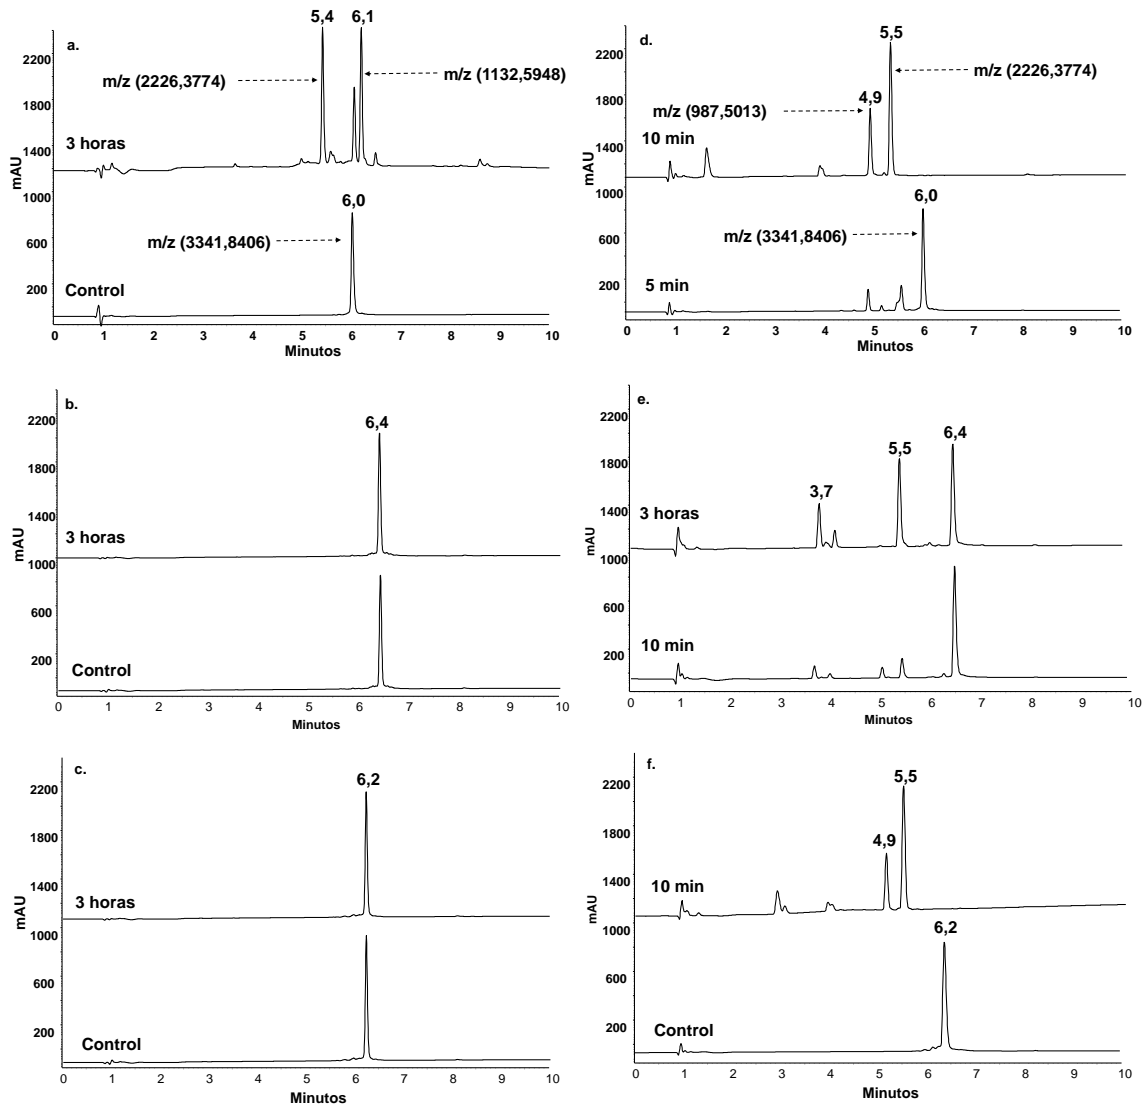 a.
5,4 6,1
m/z (2226,3774)
m/z (1132,5948)
3 horas
6,0
m/z (3341,8406)
Control
mAU
2200
1800
1400
1000
600
200
0 1 2 3 4 5 6 7 8 9 10
Minutos
d.
5,5
m/z (2226,3774)
4,9
m/z (987,5013)
10 min
6,0
m/z (3341,8406)
5 min
mAU
2200
1800
1400
1000
600
200
0 1 2 3 4 5 6 7 8 9 10
Minutos
b.
6,4
3 horas
Control
mAU
2200
1800
1400
1000
600
200
0 1 2 3 4 5 6 7 8 9 10
Minutos
e.
6,4
5,5
3,7
3 horas
10 min
mAU
2200
1800
1400
1000
600
200
0 1 2 3 4 5 6 7 8 9 10
Minutos
c.
6,2
3 horas
Control
mAU
2200
1800
1400
1000
600
200
0 1 2 3 4 5 6 7 8 9 10
Minutos
f.
5,5
4,9
10 min
6,2
Control
mAU
2200
1800
1400
1000
600
200
0 1 2 3 4 5 6 7 8 9 10
Minutos